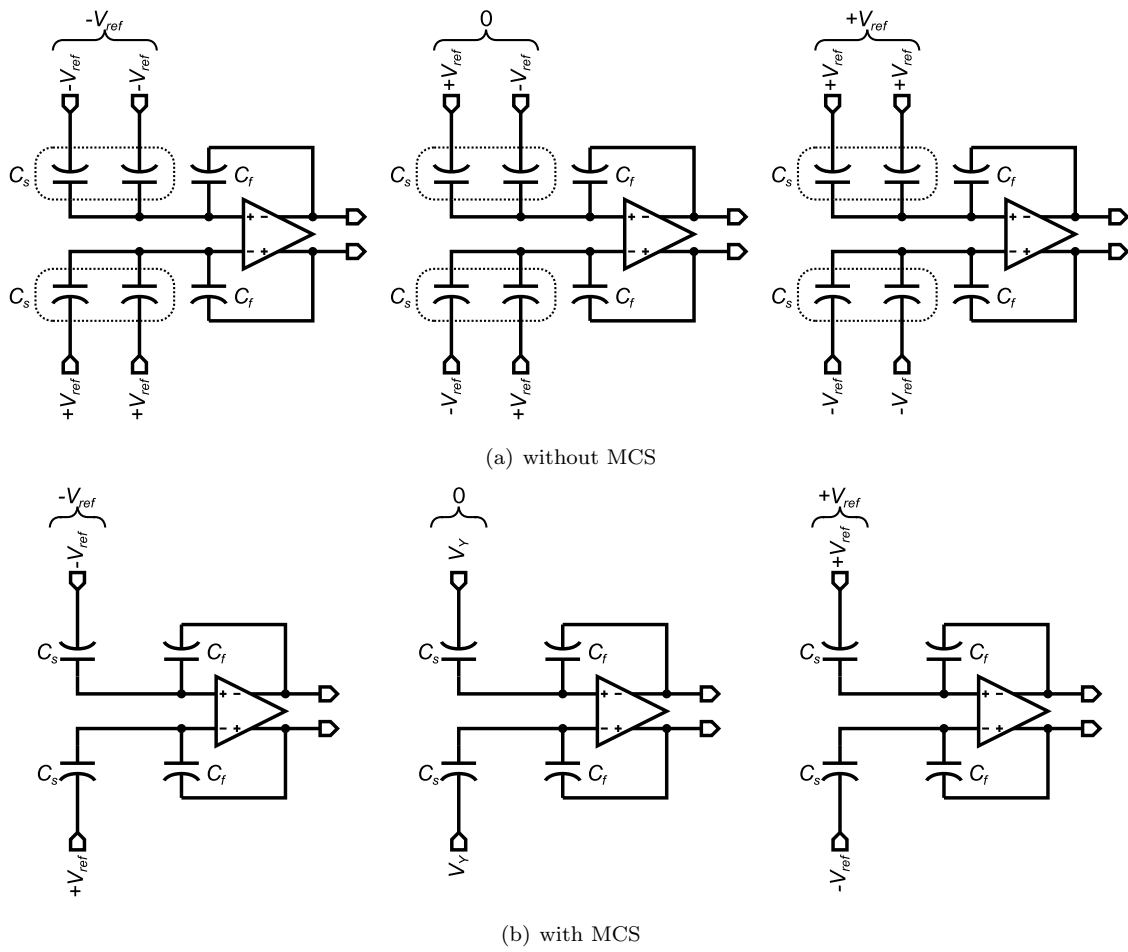 -Vref 0 +Vref
-Vref -Vref +Vref -Vref +Vref +Vref
Cs Cf Cs Cf Cs Cf
+ - + - + -
- + - + - +
Cs Cf Cs Cf Cs Cf
+Vref +Vref -Vref +Vref -Vref -Vref
(a) without MCS
-Vref 0 +Vref
-Vref VY +Vref
Cs Cf Cs Cf Cs Cf
+ - + - + -
- + - + - +
Cs Cf Cs Cf Cs Cf
+Vref VY -Vref
(b) with MCS